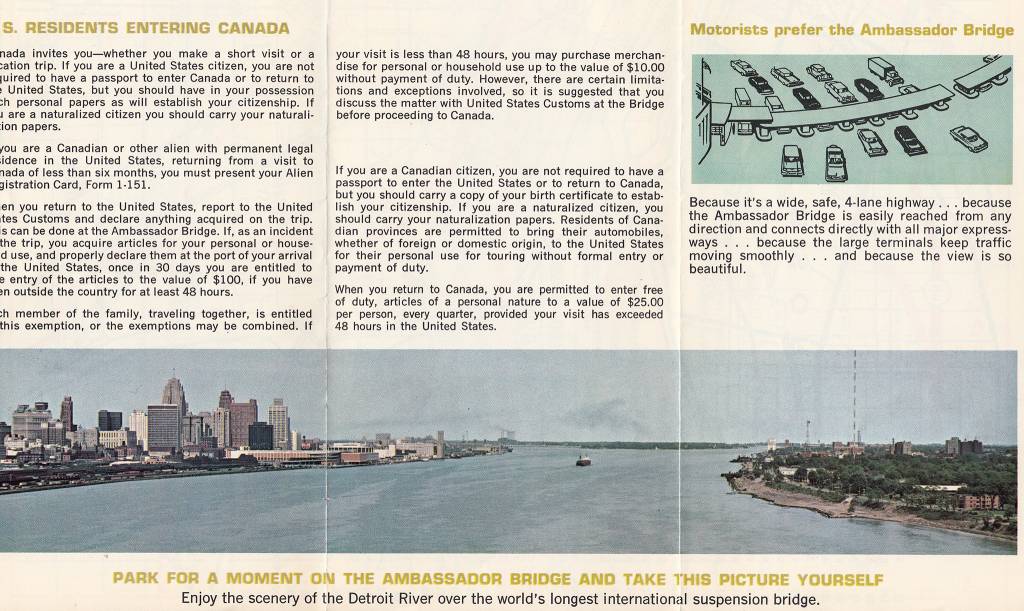 S. RESIDENTS ENTERING CANADA
nada invites you—whether you make a short visit or a
cation trip. If you are a United States citizen, you are not
quired to have a passport to enter Canada or to return to
e United States, but you should have in your possession
ch personal papers as will establish your citizenship. If
u are a naturalized citizen you should carry your naturali-
tion papers.
you are a Canadian or other alien with permanent legal
sidence in the United States, returning from a visit to
nada of less than six months, you must present your Alien
gistration Card, Form 1-151.
en you return to the United States, report to the United
tes Customs and declare anything acquired on the trip.
is can be done at the Ambassador Bridge. If, as an incident
the trip, you acquire articles for your personal or house-
d use, and properly declare them at the port of your arrival
the United States, once in 30 days you are entitled to
e entry of the articles to the value of $100, if you have
en outside the country for at least 48 hours.
ch member of the family, traveling together, is entitled
this exemption, or the exemptions may be combined. If
your visit is less than 48 hours, you may purchase merchan-
dise for personal or household use up to the value of $10.00
without payment of duty. However, there are certain limita-
tions and exceptions involved, so it is suggested that you
discuss the matter with United States Customs at the Bridge
before proceeding to Canada.
If you are a Canadian citizen, you are not required to have a
passport to enter the United States or to return to Canada,
but you should carry a copy of your birth certificate to estab-
lish your citizenship. If you are a naturalized citizen, you
should carry your naturalization papers. Residents of Cana-
dian provinces are permitted to bring their automobiles,
whether of foreign or domestic origin, to the United States
for their personal use for touring without formal entry or
payment of duty.
When you return to Canada, you are permitted to enter free
of duty, articles of a personal nature to a value of $25.00
per person, every quarter, provided your visit has exceeded
48 hours in the United States.
Motorists prefer the Ambassador Bridge
Because it's a wide, safe, 4-lane highway . . . because
the Ambassador Bridge is easily reached from any
direction and connects directly with all major express-
ways . . . because the large terminals keep traffic
moving smoothly . . . and because the view is so
beautiful.
PARK FOR A MOMENT ON THE AMBASSADOR BRIDGE AND TAKE THIS PICTURE YOURSELF
Enjoy the scenery of the Detroit River over the world's longest international suspension bridge.